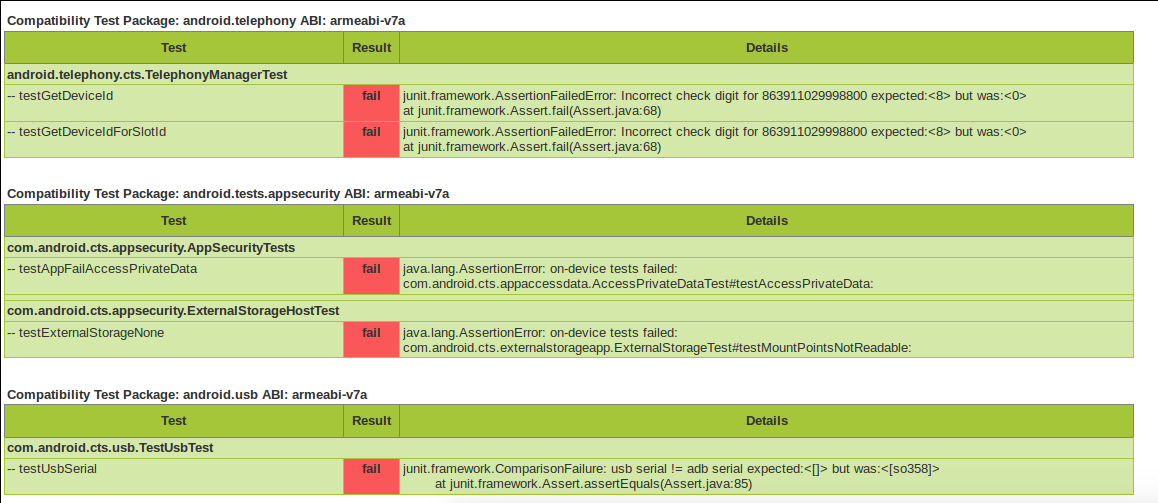 Compatibility Test Package: android.telephony ABI: armeabi-v7a
Test Result Details
android.telephony.cts.TelephonyManagerTest
-- testGetDeviceId fail junit.framework.AssertionFailedError: Incorrect check digit for 863911029998800 expected:<8> but was:<0>
at junit.framework.Assert.fail(Assert.java:68)
-- testGetDeviceIdForSlotId fail junit.framework.AssertionFailedError: Incorrect check digit for 863911029998800 expected:<8> but was:<0>
at junit.framework.Assert.fail(Assert.java:68)
Compatibility Test Package: android.tests.appsecurity ABI: armeabi-v7a
Test Result Details
com.android.cts.appsecurity.AppSecurityTests
-- testAppFailAccessPrivateData fail java.lang.AssertionError: on-device tests failed:
com.android.cts.appaccessdata.AccessPrivateDataTest#testAccessPrivateData:
com.android.cts.appsecurity.ExternalStorageHostTest
-- testExternalStorageNone fail java.lang.AssertionError: on-device tests failed:
com.android.cts.externalstorageapp.ExternalStorageTest#testMountPointsNotReadable:
Compatibility Test Package: android.usb ABI: armeabi-v7a
Test Result Details
com.android.cts.usb.TestUsbTest
-- testUsbSerial fail junit.framework.ComparisonFailure: usb serial != adb serial expected:<[]> but was:<[so358]>
at junit.framework.Assert.assertEquals(Assert.java:85)